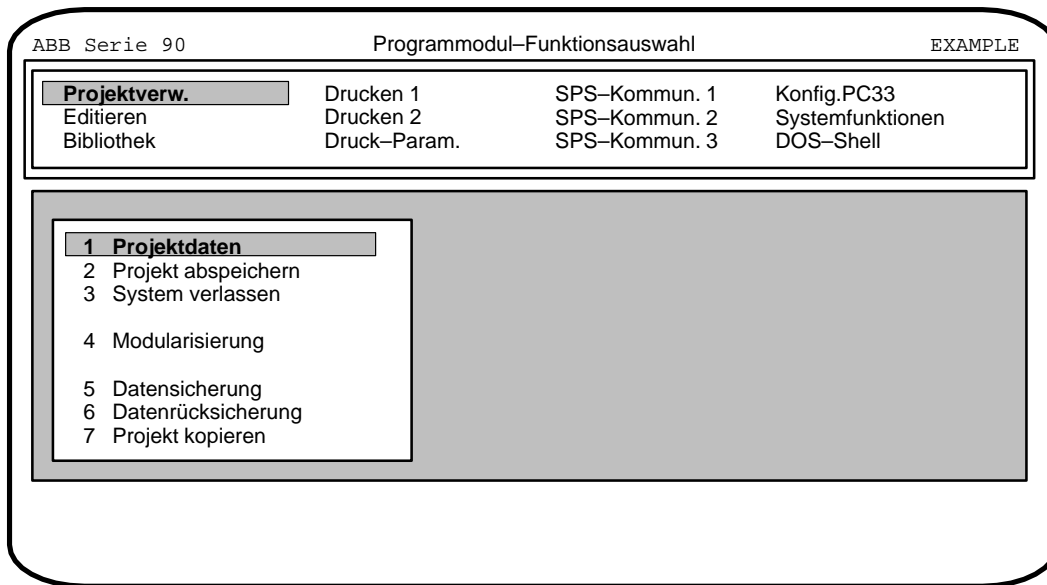 ABB Serie 90 Programmodul–Funktionsauswahl EXAMPLE
Projektverw. Drucken 1 SPS–Kommun. 1 Konfig.PC33
Editieren Drucken 2 SPS–Kommun. 2 Systemfunktionen
Bibliothek Druck–Param. SPS–Kommun. 3 DOS–Shell
1 Projektdaten
2 Projekt abspeichern
3 System verlassen
4 Modularisierung
5 Datensicherung
6 Datenrücksicherung
7 Projekt kopieren